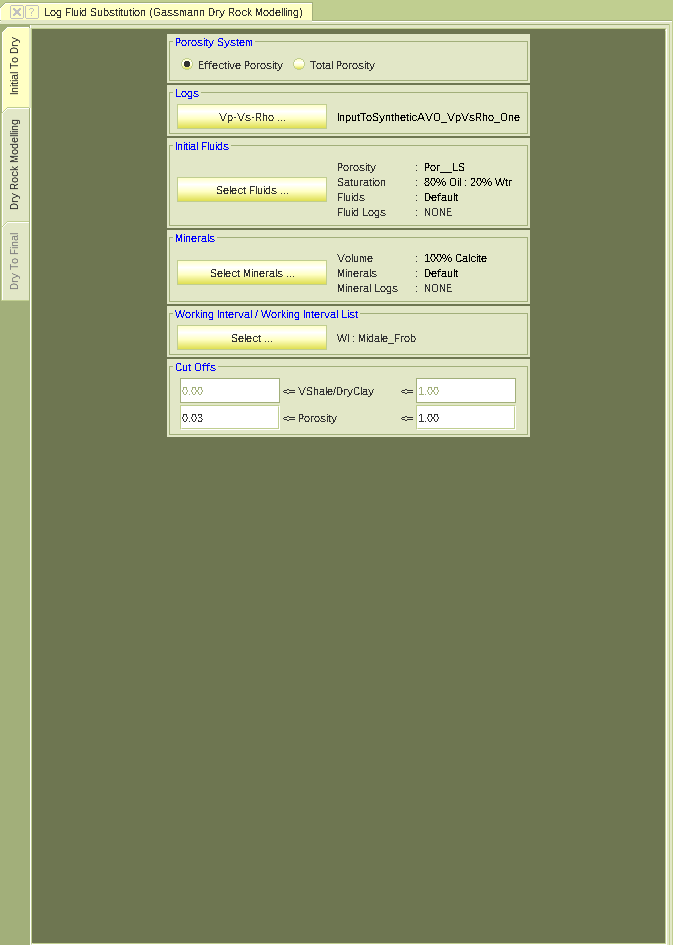 Log Fluid Substitution (Gassmann Dry Rock Modelling)
Initial To Dry
Dry Rock Modelling
Dry To Final
Porosity System
Effective Porosity Total Porosity
Logs
Vp-Vs-Rho ... InputToSyntheticAVO_VpVsRho_One
Initial Fluids
Select Fluids ...
Porosity : Por__LS
Saturation : 80% Oil : 20% Wtr
Fluids : Default
Fluid Logs : NONE
Minerals
Select Minerals ...
Volume : 100% Calcite
Minerals : Default
Mineral Logs : NONE
Working Interval / Working Interval List
Select ... WI : Midale_Frob
Cut Offs
0.00 <= VShale/DryClay <= 1.00
0.03 <= Porosity <= 1.00